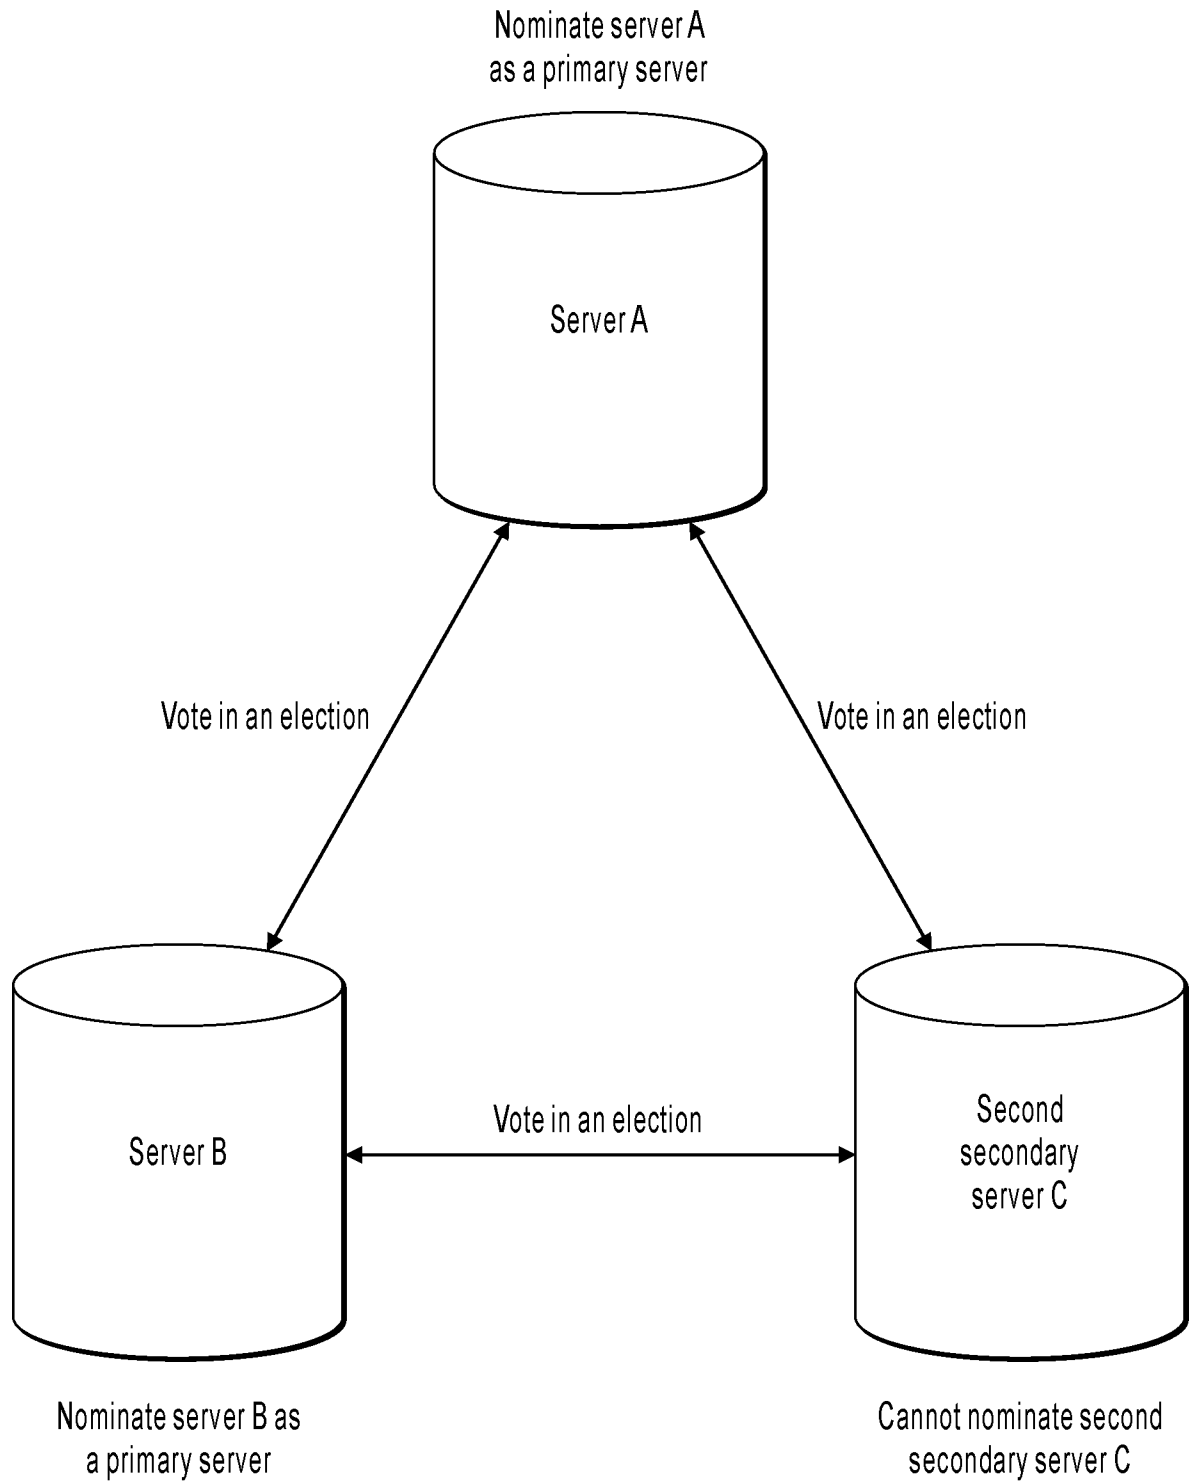 Nominate server A
as a primary server
Server A
Vote in an election
Vote in an election
Vote in an election
Server B
Second
secondary
server C
Nominate server B as
a primary server
Cannot nominate second
secondary server C